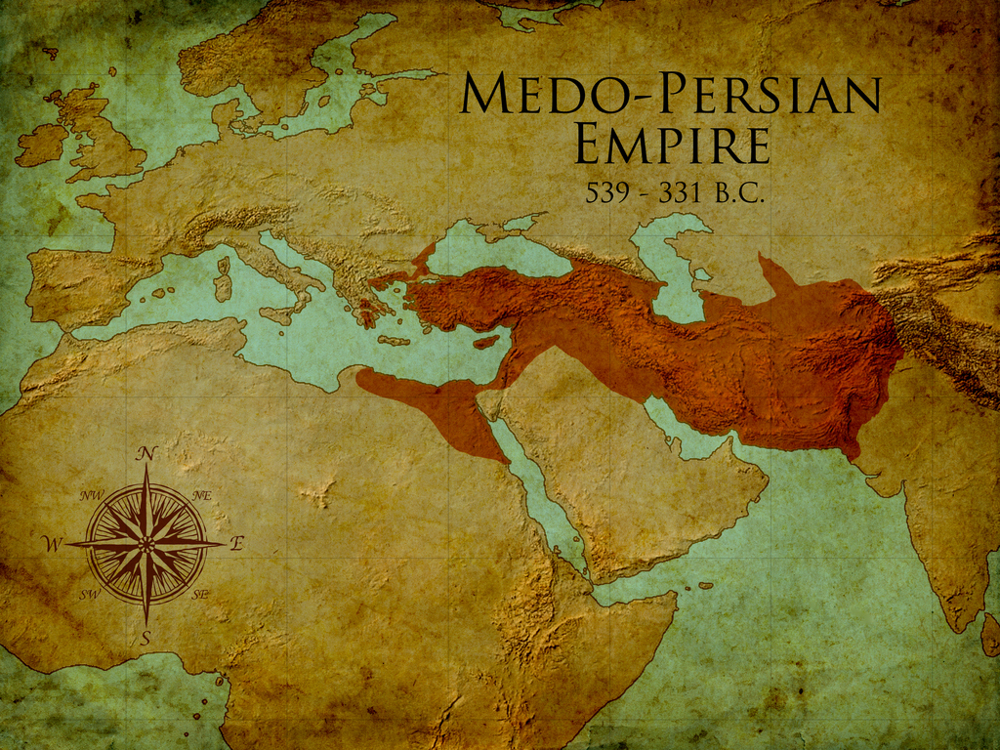 Medo-Persian
Empire
539 - 331 B.C.
N
NW
NE
W
E
SW
SE
S